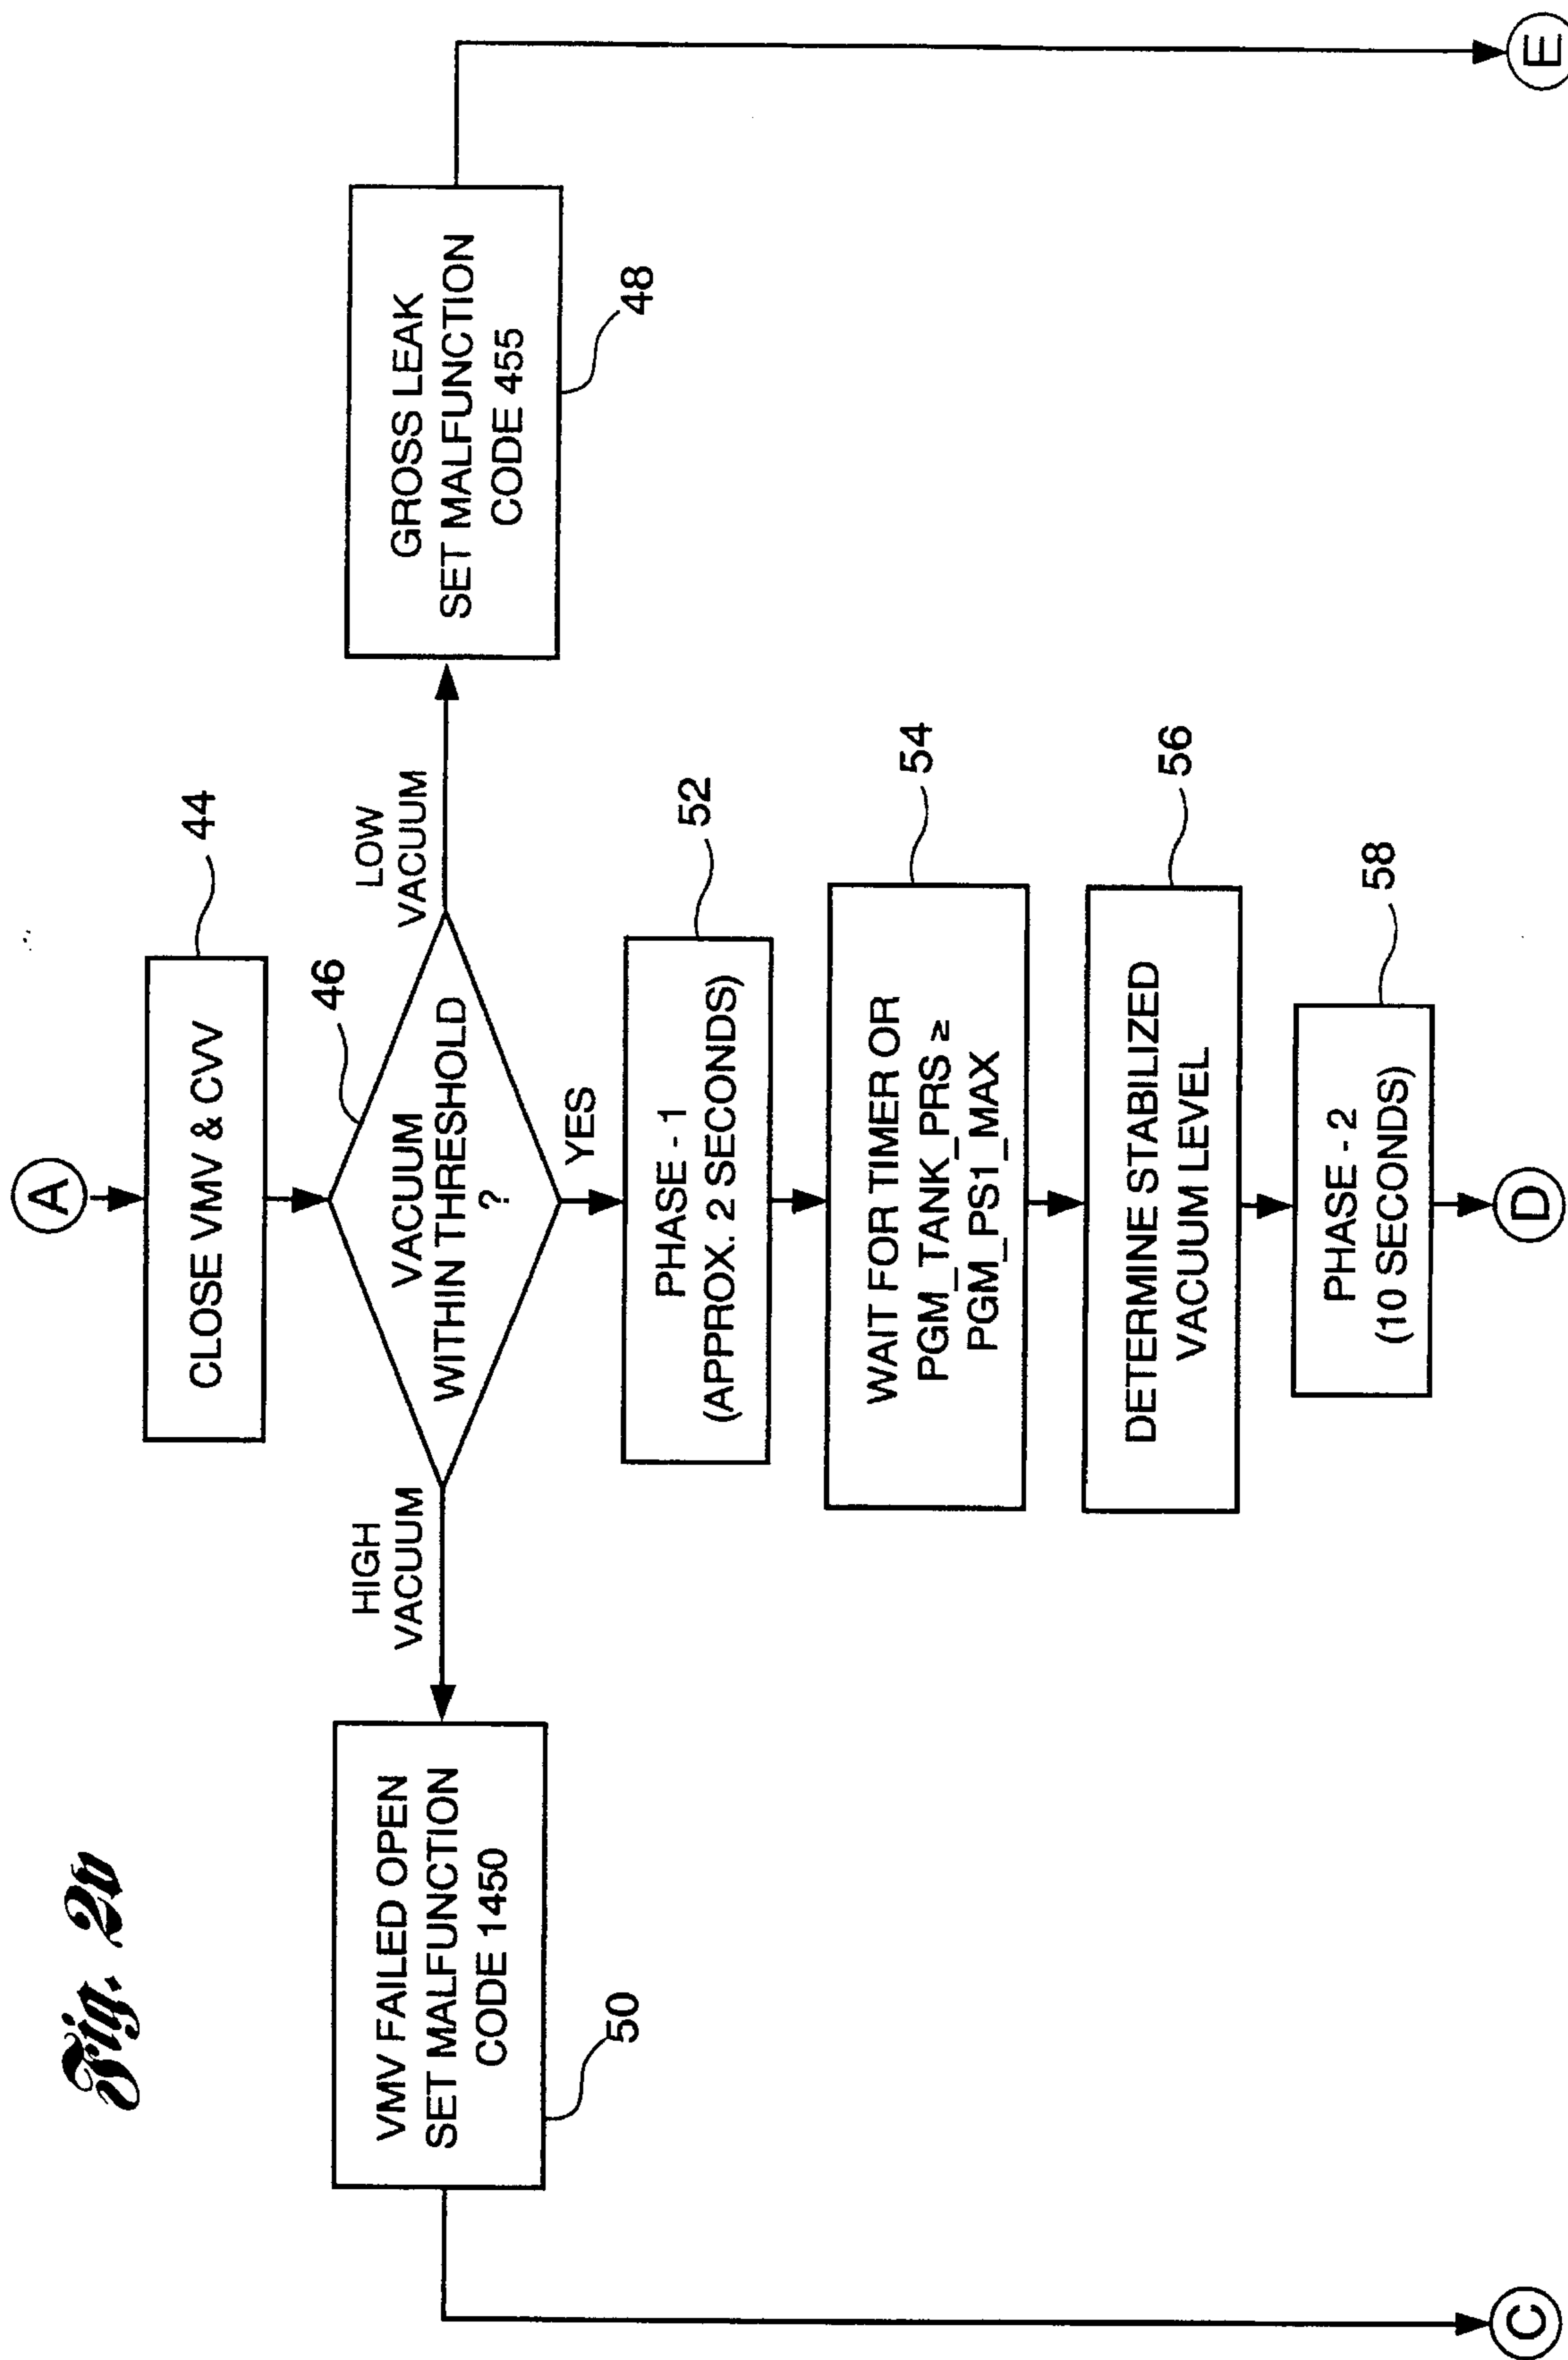 Fig. 2b
A
CLOSE VMV & CVV
44
46
VACUUM
WITHIN THRESHOLD
?
HIGH
VACUUM
LOW
VACUUM
YES
VMV FAILED OPEN
SET MALFUNCTION
CODE 1450
50
GROSS LEAK
SET MALFUNCTION
CODE 455
48
PHASE - 1
(APPROX. 2 SECONDS)
52
WAIT FOR TIMER OR
PGM_TANK_PRS ≥
PGM_PS1_MAX
54
DETERMINE STABILIZED
VACUUM LEVEL
56
PHASE - 2
(10 SECONDS)
58
C
D
E